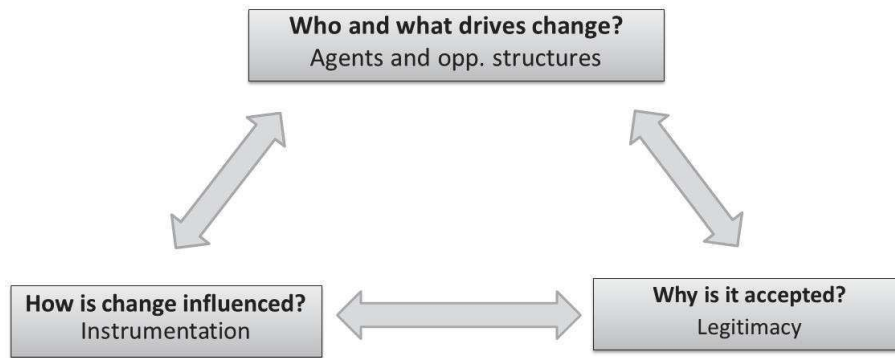 Who and what drives change?
Agents and opp. structures
How is change influenced?
Instrumentation
Why is it accepted?
Legitimacy